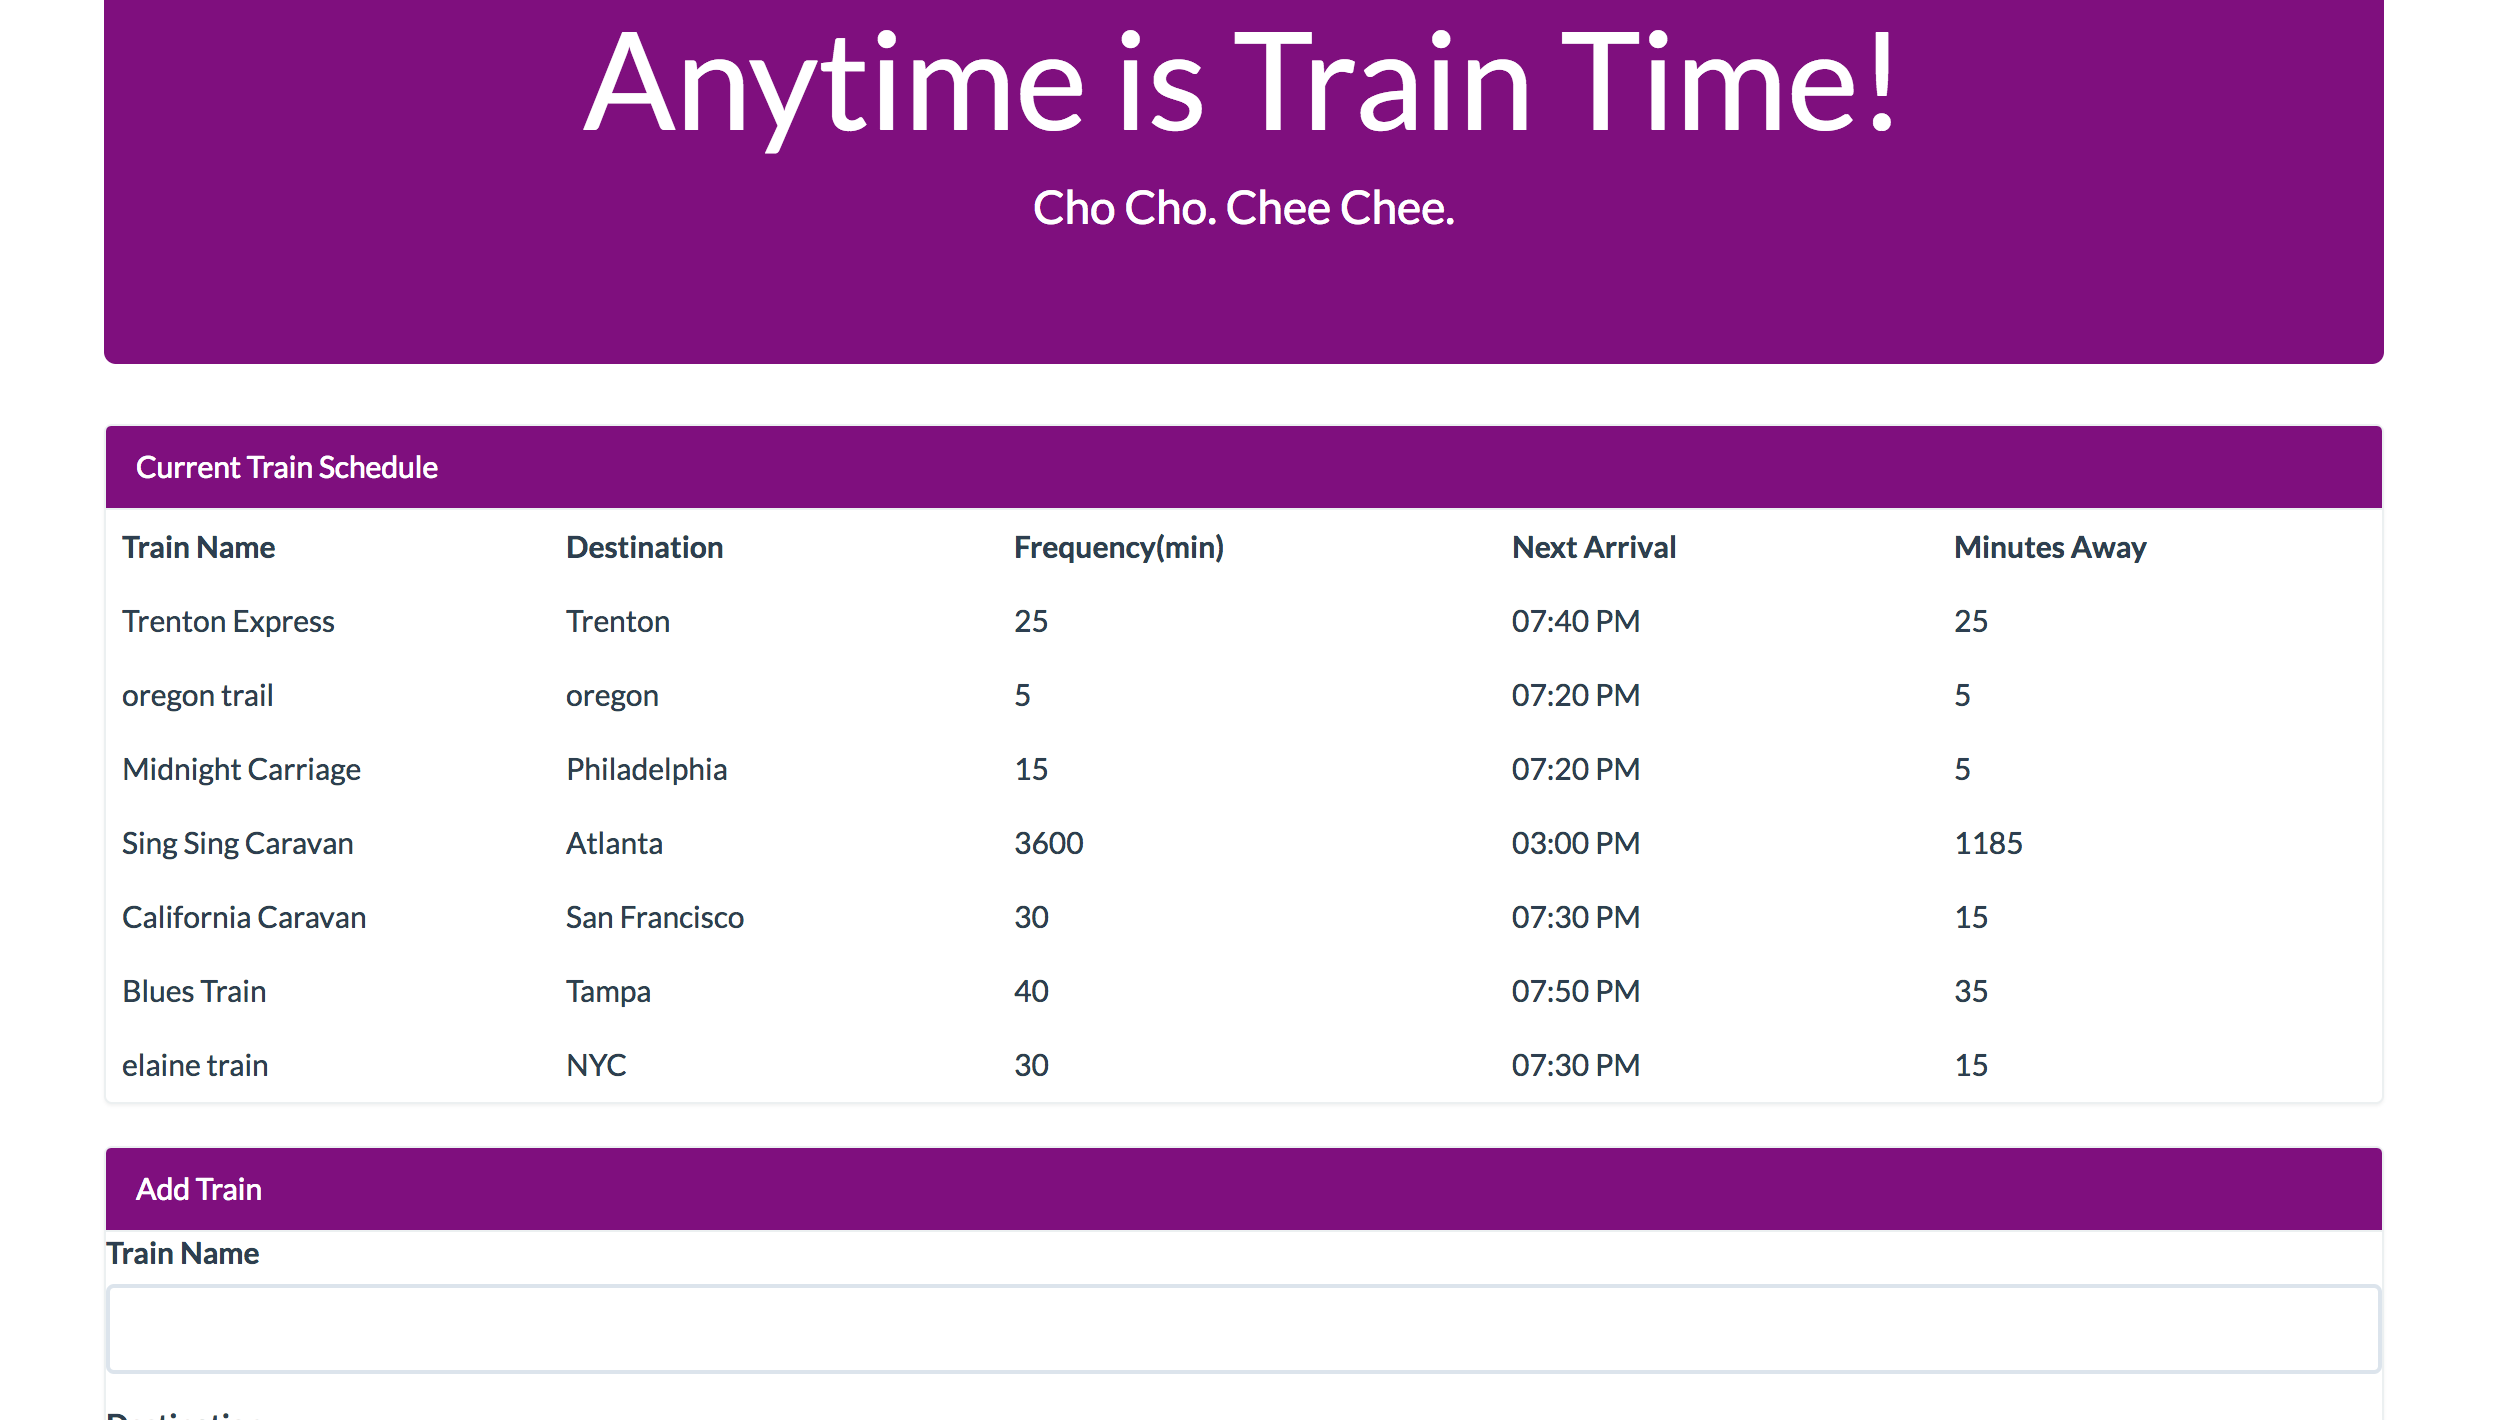 Anytime is Train Time!
Cho Cho. Chee Chee.
Current Train Schedule
Train Name Destination Frequency(min) Next Arrival Minutes Away
Trenton Express Trenton 25 07:40 PM 25
oregon trail oregon 5 07:20 PM 5
Midnight Carriage Philadelphia 15 07:20 PM 5
Sing Sing Caravan Atlanta 3600 03:00 PM 1185
California Caravan San Francisco 30 07:30 PM 15
Blues Train Tampa 40 07:50 PM 35
elaine train NYC 30 07:30 PM 15
Add Train
Train Name